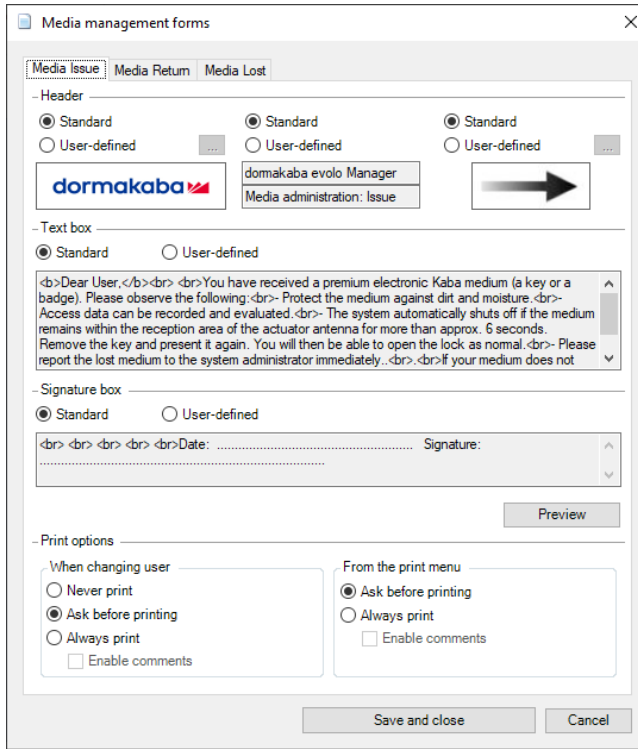 Media management forms
Media Issue Media Return Media Lost
Header
Standard Standard Standard
User-defined ... User-defined User-defined ...
dormakaba
dormakaba evolo Manager
Media administration: Issue
Text box
Standard User-defined
<b>Dear User,</b><br> <br>You have received a premium electronic Kaba medium (a key or a
badge). Please observe the following:<br>- Protect the medium against dirt and moisture.<br>-
Access data can be recorded and evaluated.<br>- The system automatically shuts off if the medium
remains within the reception area of the actuator antenna for more than approx. 6 seconds.
Remove the key and present it again. You will then be able to open the lock as normal.<br>- Please
report the lost medium to the system administrator immediately..<br>.<br>If your medium does not
Signature box
Standard User-defined
<br> <br> <br> <br> <br>Date: ....................................................... Signature:
................................................................................
Preview
Print options
When changing user
Never print
Ask before printing
Always print
Enable comments
From the print menu
Ask before printing
Always print
Enable comments
Save and close Cancel